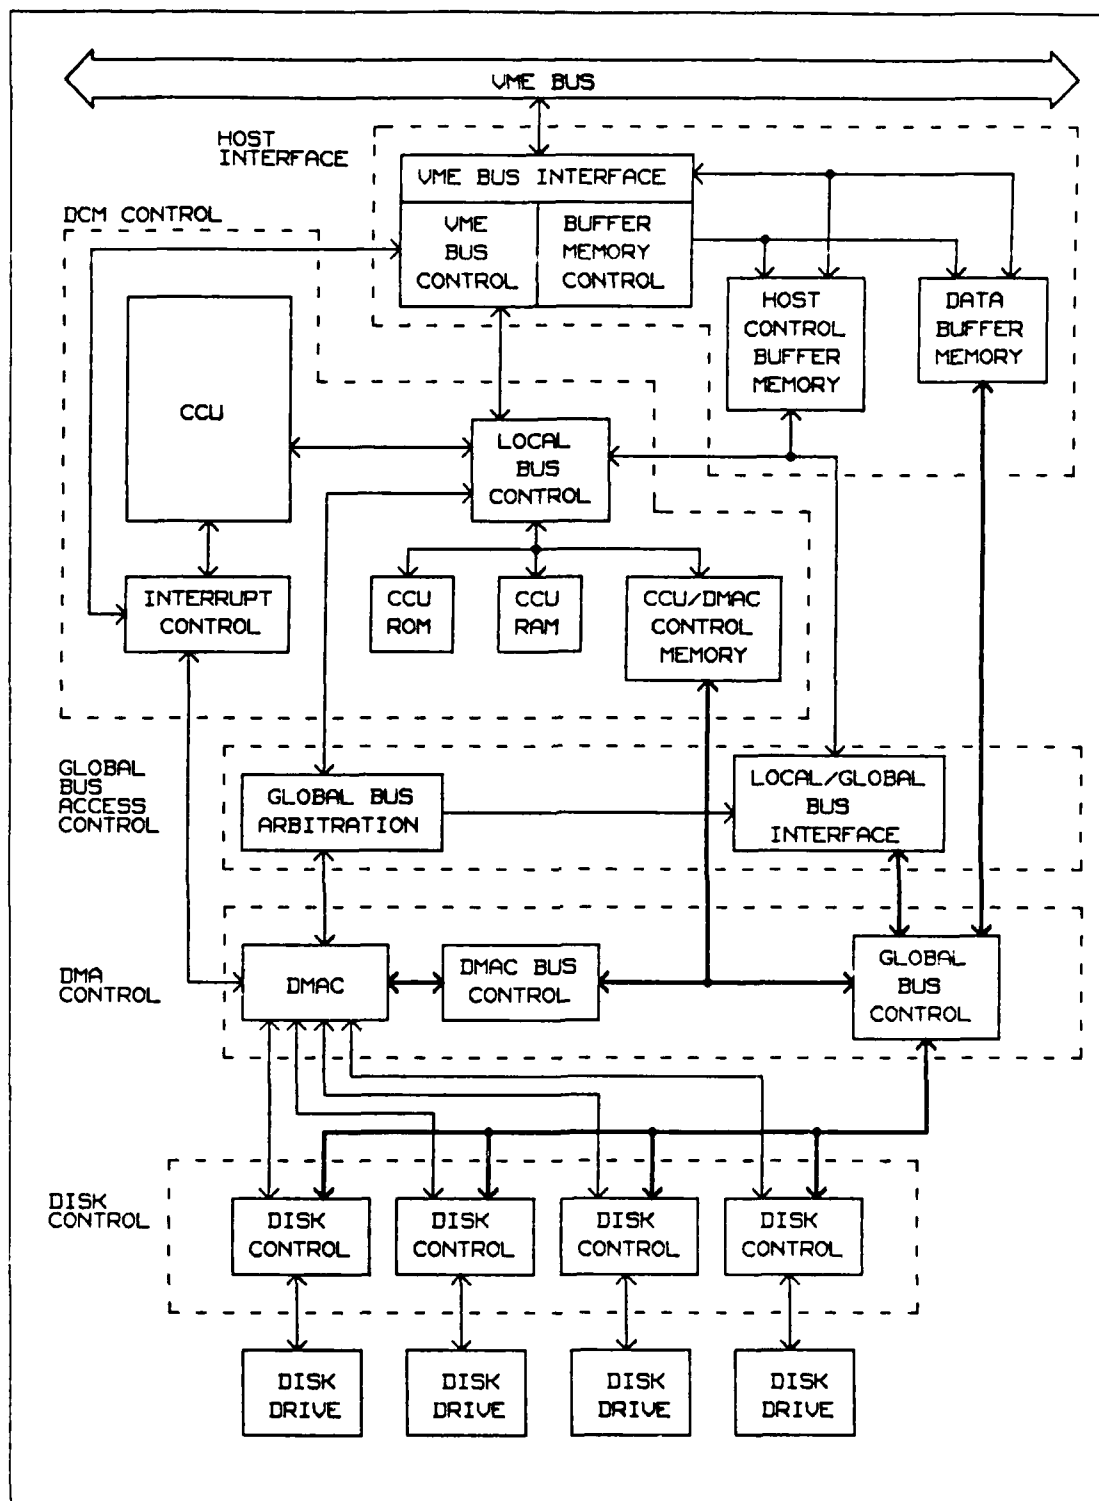 VME BUS
HOST
INTERFACE
VME BUS INTERFACE
DCM CONTROL
VME
BUS
CONTROL
BUFFER
MEMORY
CONTROL
HOST
CONTROL
BUFFER
MEMORY
DATA
BUFFER
MEMORY
CCU
LOCAL
BUS
CONTROL
INTERRUPT
CONTROL
CCU
ROM
CCU
RAM
CCU/DMAC
CONTROL
MEMORY
GLOBAL
BUS
ACCESS
CONTROL
GLOBAL BUS
ARBITRATION
LOCAL/GLOBAL
BUS
INTERFACE
DMA
CONTROL
DMAC
DMAC BUS
CONTROL
GLOBAL
BUS
CONTROL
DISK
CONTROL
DISK
CONTROL
DISK
CONTROL
DISK
CONTROL
DISK
CONTROL
DISK
DRIVE
DISK
DRIVE
DISK
DRIVE
DISK
DRIVE